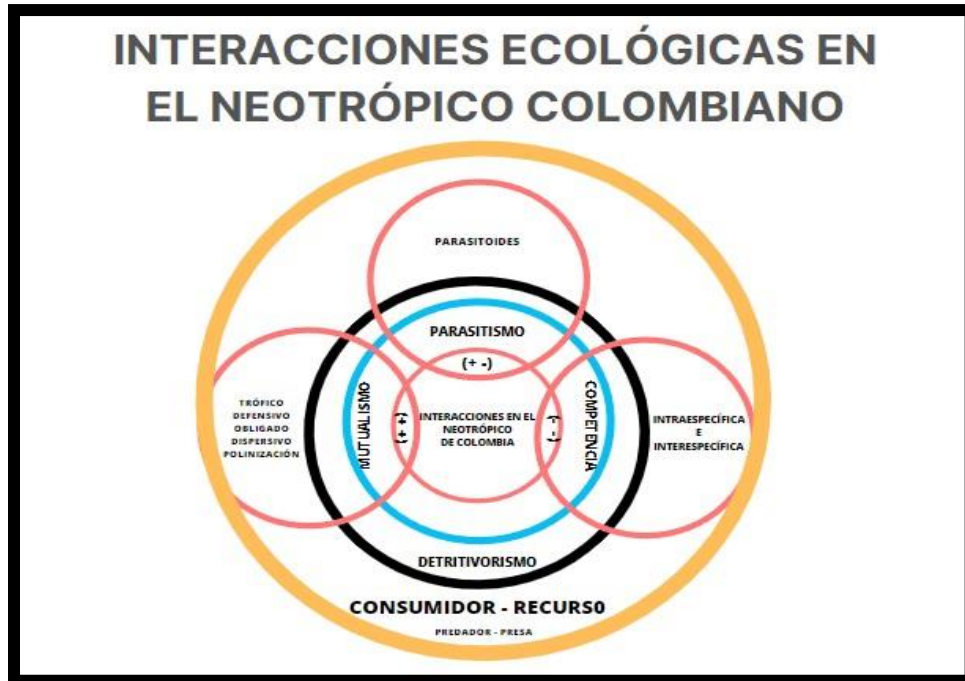 INTERACCIONES ECOLÓGICAS EN
EL NEOTRÓPICO COLOMBIANO
PARASITOIDES
PARASITISMO
(+ -)
TRÓFICO
DEFENSIVO
OBLIGADO
DISPERSIVO
POLINIZACIÓN
MUTUALISMO
(+ +)
INTERACCIONES EN EL
NEOTRÓPICO
DE COLOMBIA
(- -)
COMPETENCIA
INTRAESPECÍFICA
E
INTERESPECÍFICA
DETRITIVORISMO
CONSUMIDOR - RECURS0
PREDADOR - PRESA